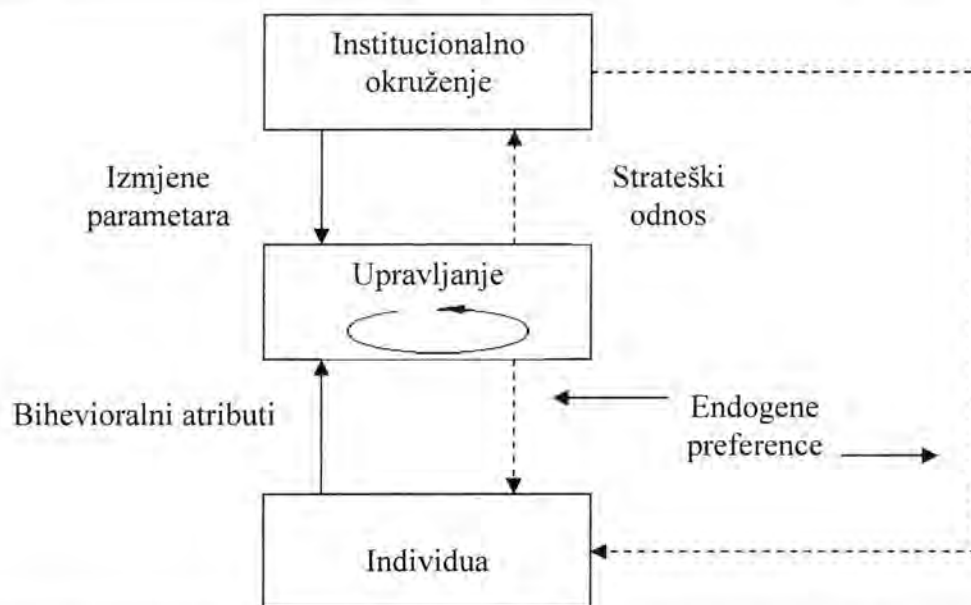 Institucionalno
okruženje
Izmjene
parametara
Strateški
odnos
Upravljanje
Bihevioralni atributi
Endogene
preference
Individua